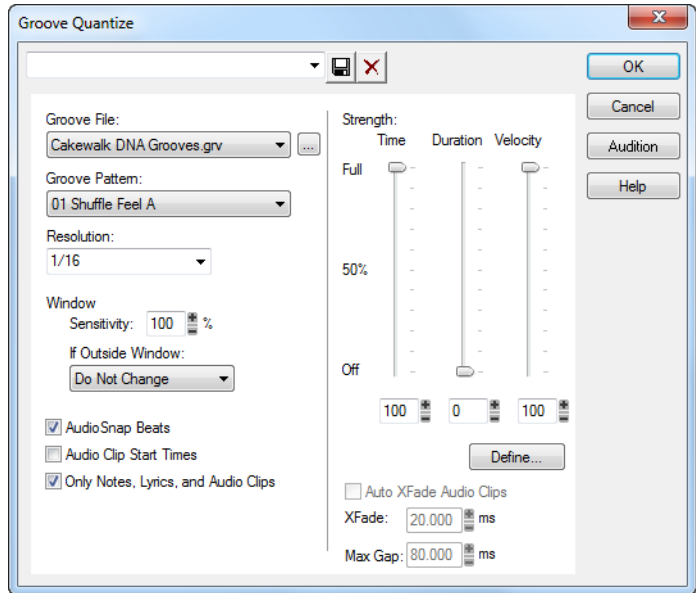 Groove Quantize
OK
Cancel
Audition
Help
Groove File:
Cakewalk DNA Grooves.grv
...
Groove Pattern:
01 Shuffle Feel A
Resolution:
1/16
Window
Sensitivity: 100 %
If Outside Window:
Do Not Change
AudioSnap Beats
Audio Clip Start Times
Only Notes, Lyrics, and Audio Clips
Strength:
Time Duration Velocity
Full
50%
Off
100 0 100
Define...
Auto XFade Audio Clips
XFade: 20.000 ms
Max Gap: 80.000 ms